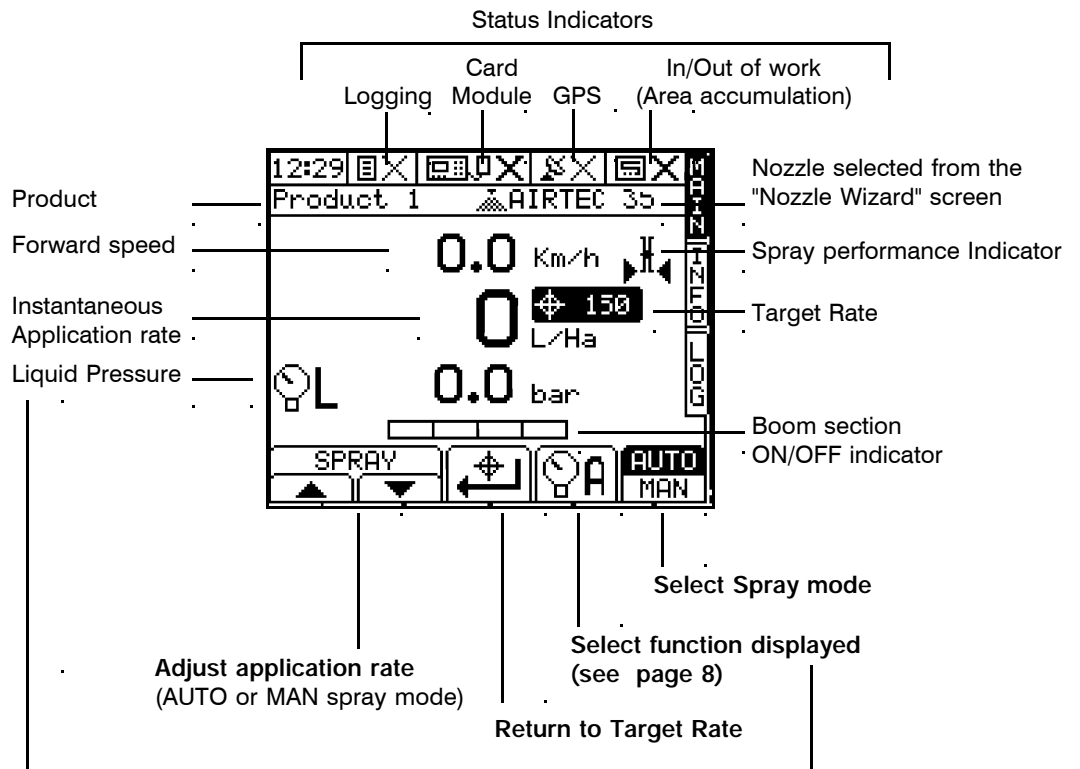 Status Indicators
Card
In/Out of work
Logging Module GPS (Area accumulation)
12:29
Product 1 AIRTEC 35
MAIN
INFO
LOG
Product
Nozzle selected from the
"Nozzle Wizard" screen
Forward speed
0.0 Km/h
Spray performance Indicator
Instantaneous
Application rate
0
150
L/Ha
Target Rate
Liquid Pressure
L
0.0 bar
Boom section
ON/OFF indicator
SPRAY
A
AUTO
MAN
Select Spray mode
Select function displayed
(see page 8)
Adjust application rate
(AUTO or MAN spray mode)
Return to Target Rate